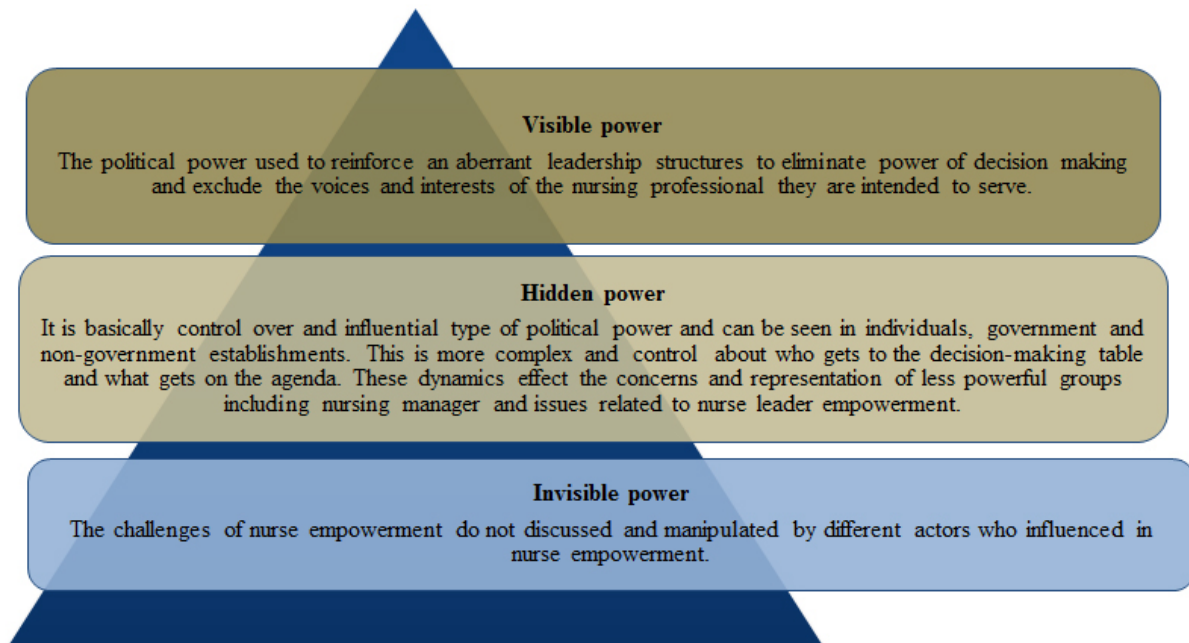 Visible power
The political power used to reinforce an aberrant leadership structures to eliminate power of decision making
and exclude the voices and interests of the nursing professional they are intended to serve.
Hidden power
It is basically control over and influential type of political power and can be seen in individuals, government and
non-government establishments. This is more complex and control about who gets to the decision-making table
and what gets on the agenda. These dynamics effect the concerns and representation of less powerful groups
including nursing manager and issues related to nurse leader empowerment.
Invisible power
The challenges of nurse empowerment do not discussed and manipulated by different actors who influenced in
nurse empowerment.